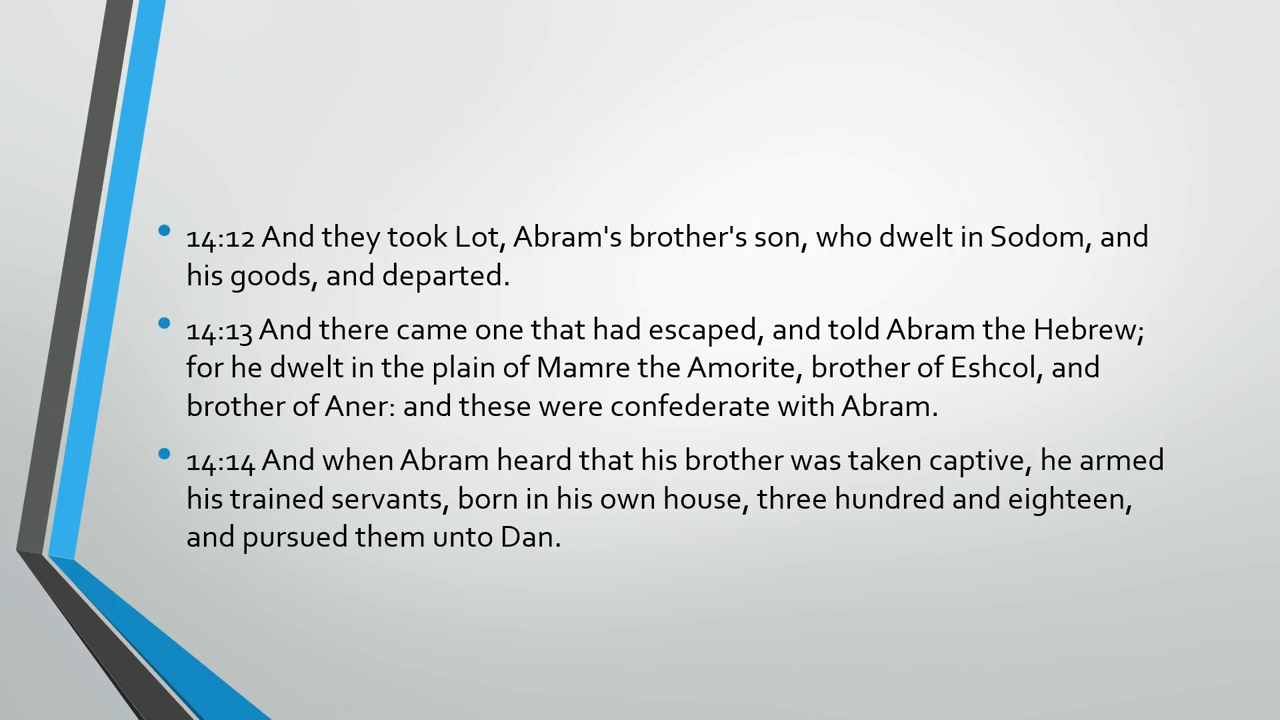 14:12 And they took Lot, Abram's brother's son, who dwelt in Sodom, and
his goods, and departed.
14:13 And there came one that had escaped, and told Abram the Hebrew;
for he dwelt in the plain of Mamre the Amorite, brother of Eshcol, and
brother of Aner: and these were confederate with Abram.
14:14 And when Abram heard that his brother was taken captive, he armed
his trained servants, born in his own house, three hundred and eighteen,
and pursued them unto Dan.